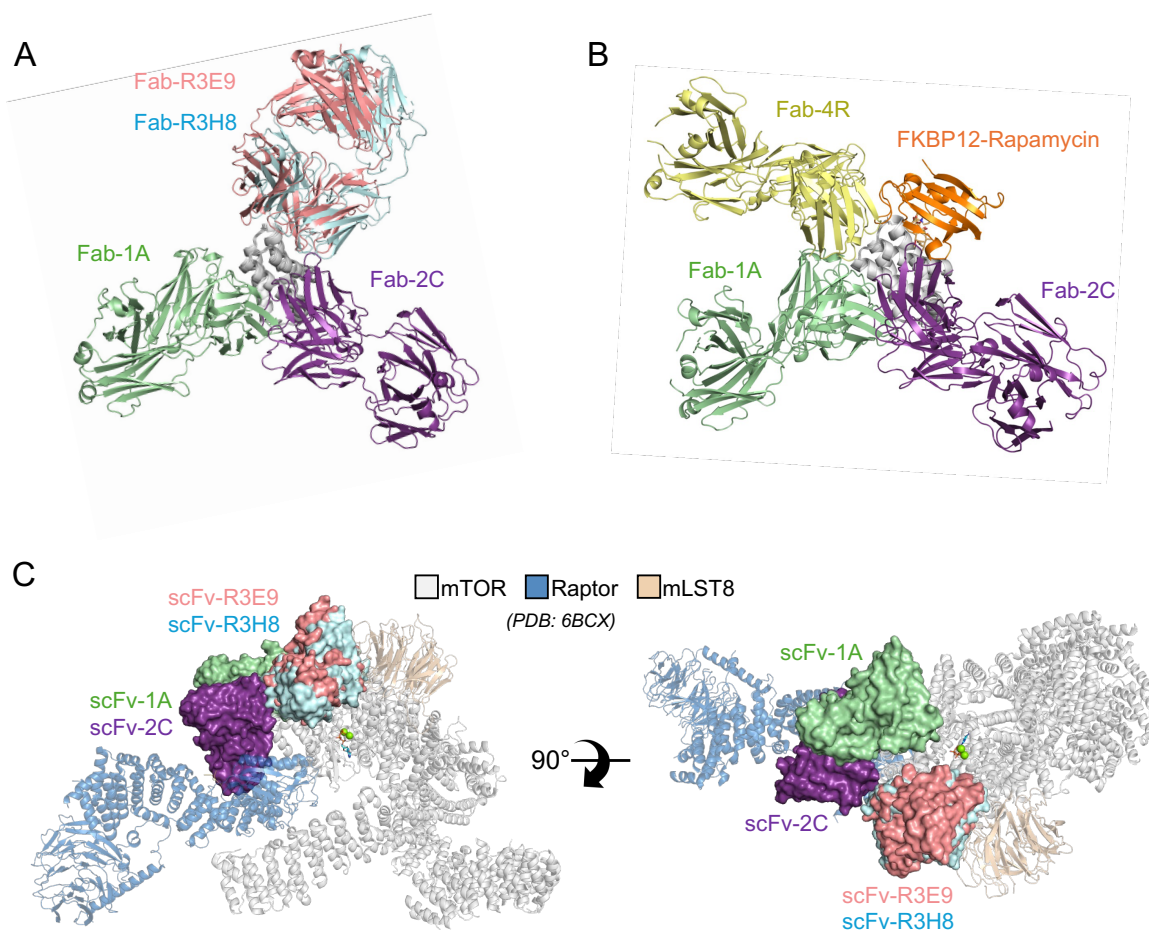 A
Fab-R3E9
Fab-R3H8
Fab-1A
Fab-2C
B
Fab-4R
FKBP12-Rapamycin
Fab-1A
Fab-2C
C
mTOR Raptor mLST8
(PDB: 6BCX)
scFv-R3E9
scFv-R3H8
scFv-1A
scFv-2C
90°
scFv-1A
scFv-2C
scFv-R3E9
scFv-R3H8